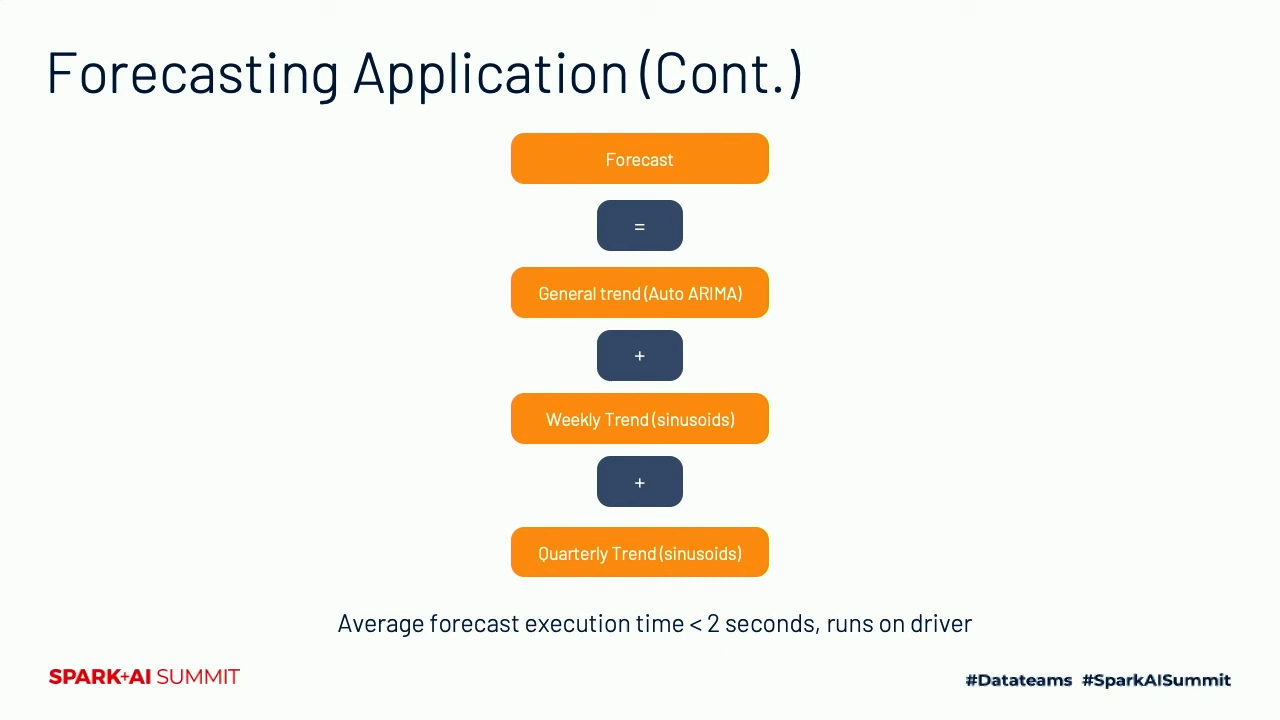 Forecasting Application (Cont.)
Forecast
=
General trend (Auto ARIMA)
+
Weekly Trend (sinusoids)
+
Quarterly Trend (sinusoids)
Average forecast execution time < 2 seconds, runs on driver
SPARK+AI SUMMIT
#Datateams #SparkAISummit